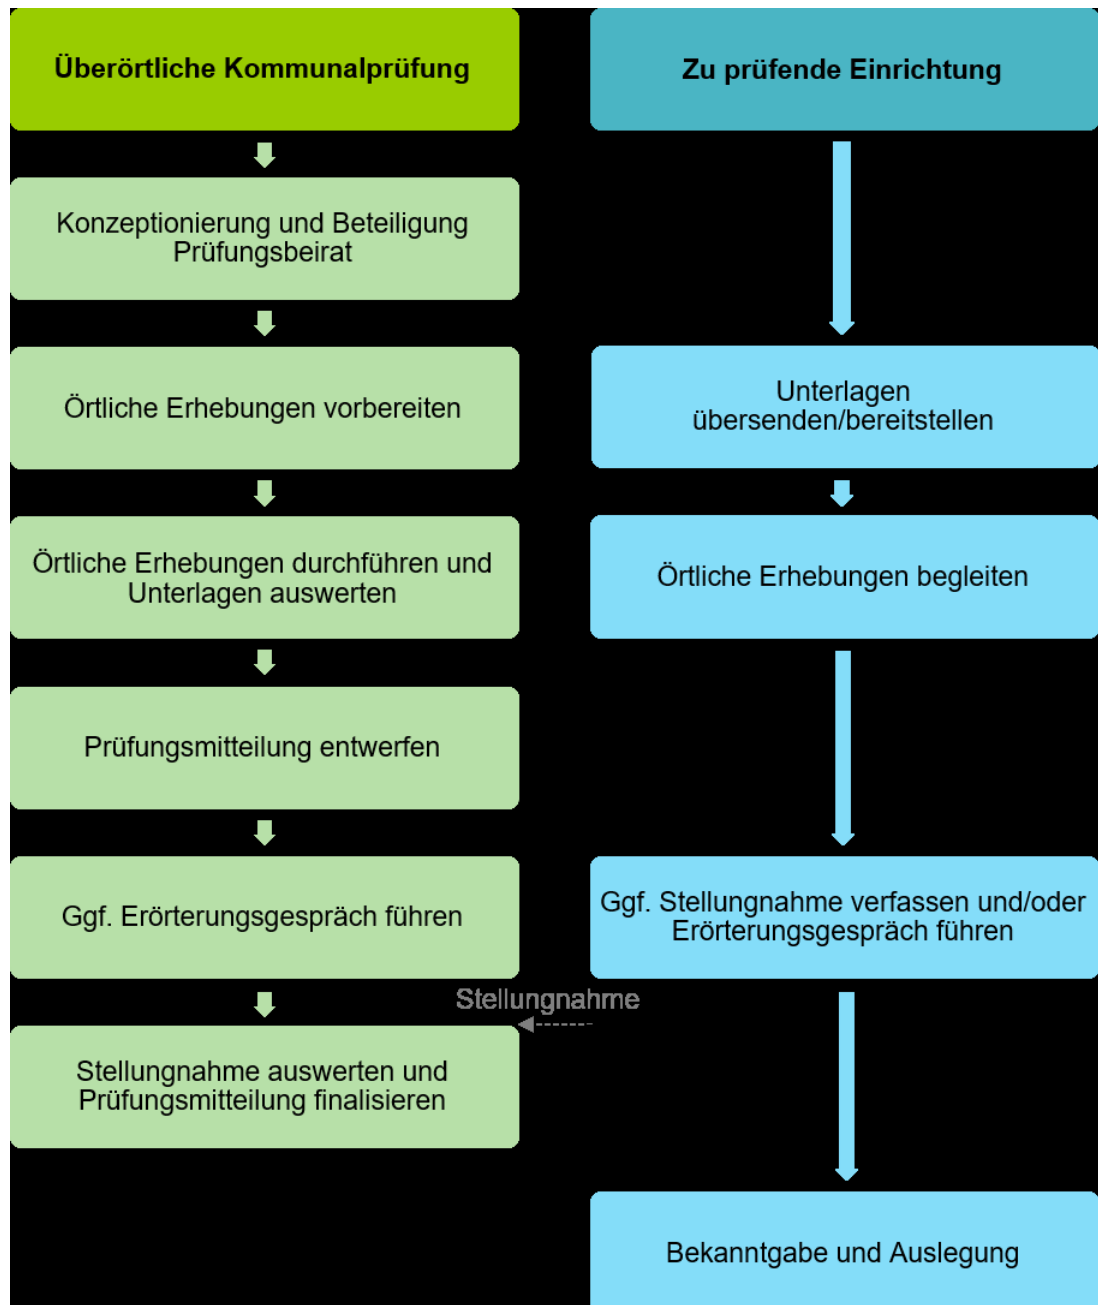 Überörtliche Kommunalprüfung
Zu prüfende Einrichtung
Konzeptionierung und Beteiligung
Prüfungsbeirat
Örtliche Erhebungen vorbereiten
Unterlagen
übersenden/bereitstellen
Örtliche Erhebungen durchführen und
Unterlagen auswerten
Örtliche Erhebungen begleiten
Prüfungsmitteilung entwerfen
Ggf. Erörterungsgespräch führen
Ggf. Stellungnahme verfassen und/oder
Erörterungsgespräch führen
Stellungnahme
Stellungnahme auswerten und
Prüfungsmitteilung finalisieren
Bekanntgabe und Auslegung